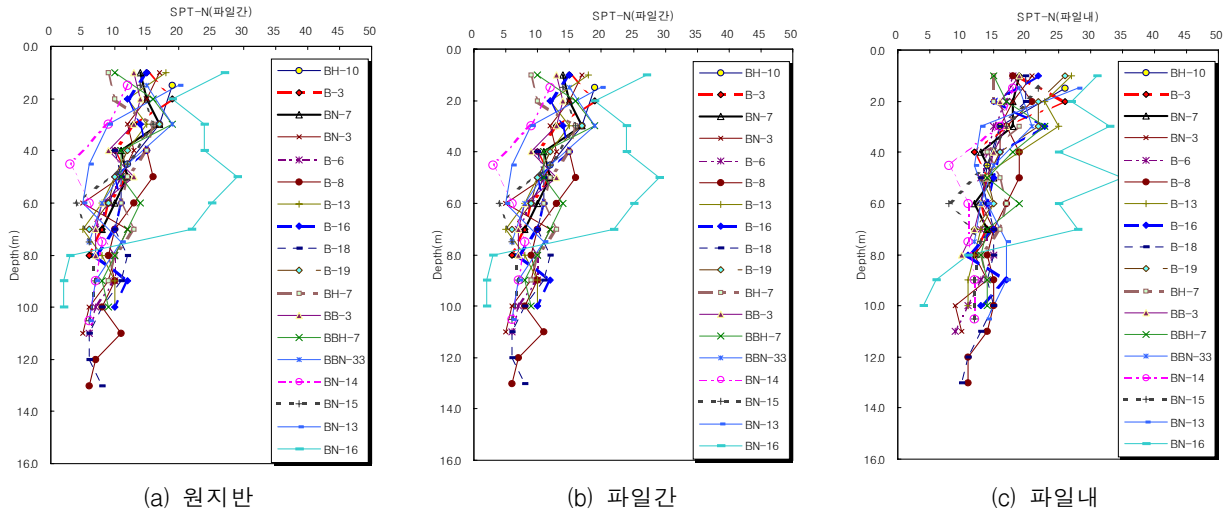 SPT-N(파일간)
0 5 10 15 20 25 30 35 40 45 50
0.0
2.0
4.0
6.0
8.0
10.0
12.0
14.0
16.0
Depth(m)
BH-10
B-3
BN-7
BN-3
B-6
B-8
B-13
B-16
B-18
B-19
BH-7
BB-3
BBH-7
BBN-33
BN-14
BN-15
BN-13
BN-16
(a) 원지반
SPT-N(파일간)
0 5 10 15 20 25 30 35 40 45 50
0.0
2.0
4.0
6.0
8.0
10.0
12.0
14.0
16.0
Depth(m)
BH-10
B-3
BN-7
BN-3
B-6
B-8
B-13
B-16
B-18
B-19
BH-7
BB-3
BBH-7
BBN-33
BN-14
BN-15
BN-13
BN-16
(b) 파일간
SPT-N(파일내)
0 5 10 15 20 25 30 35 40 45 50
0.0
2.0
4.0
6.0
8.0
10.0
12.0
14.0
16.0
Depth(m)
BH-10
B-3
BN-7
BN-3
B-6
B-8
B-13
B-16
B-18
B-19
BH-7
BB-3
BBH-7
BBN-33
BN-14
BN-15
BN-13
BN-16
(c) 파일내